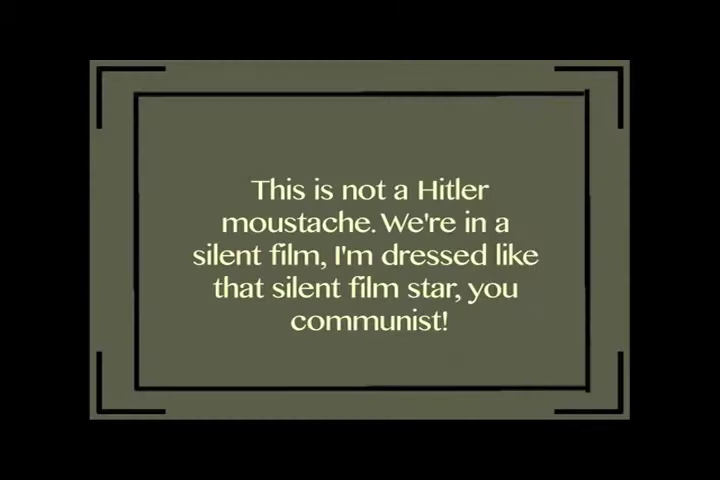 This is not a Hitler
moustache. We're in a
silent film, I'm dressed like
that silent film star, you
communist!